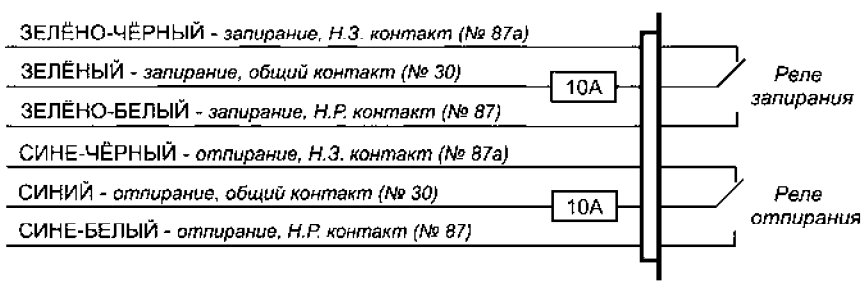 ЗЕЛЁНО-ЧЁРНЫЙ - запирание, Н.З. контакт (№ 87а)
ЗЕЛЁНЫЙ - запирание, общий контакт (№ 30)
10А
ЗЕЛЁНО-БЕЛЫЙ - запирание, Н.Р. контакт (№ 87)
Реле
запирания
СИНЕ-ЧЁРНЫЙ - отпирание, Н.З. контакт (№ 87а)
СИНИЙ - отпирание, общий контакт (№ 30)
10А
СИНЕ-БЕЛЫЙ - отпирание, Н.Р. контакт (№ 87)
Реле
отпирания